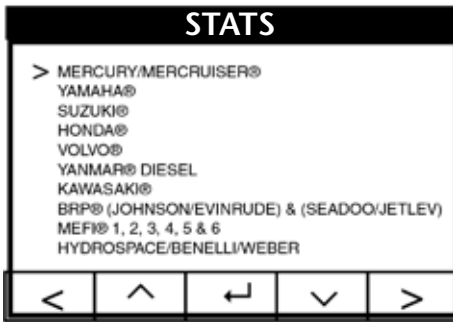 STATS
> MERCURY/MERCRUISER®
YAMAHA®
SUZUKI®
HONDA®
VOLVO®
YANMAR® DIESEL
KAWASAKI®
BRP® (JOHNSON/EVINRUDE) & (SEADOO/JETLEV)
MEFI® 1, 2, 3, 4, 5 & 6
HYDROSPACE/BENELLI/WEBER